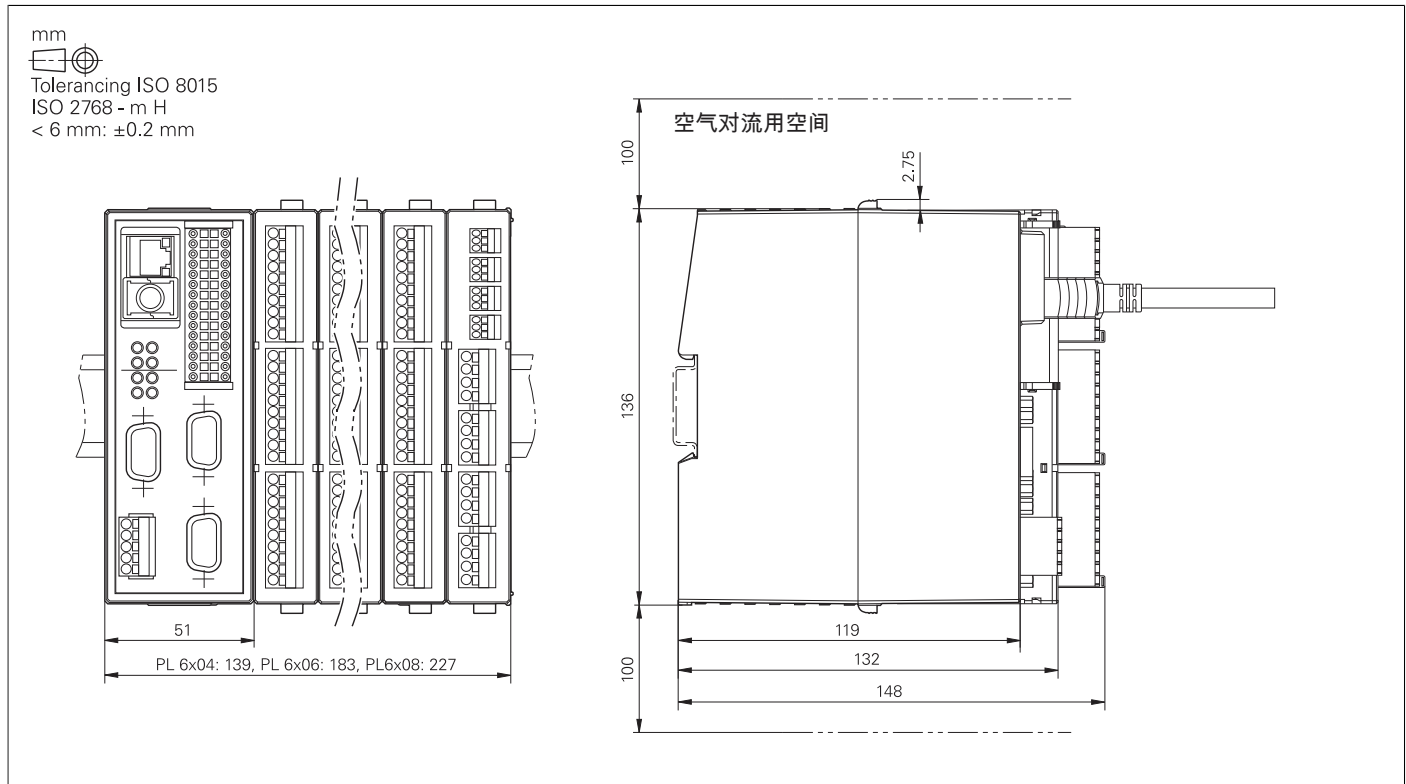 mm
Tolerancing ISO 8015
ISO 2768 - m H
< 6 mm: ±0.2 mm
空气对流用空间
100
2.75
136
51
PL 6x04: 139, PL 6x06: 183, PL6x08: 227
119
132
148
100